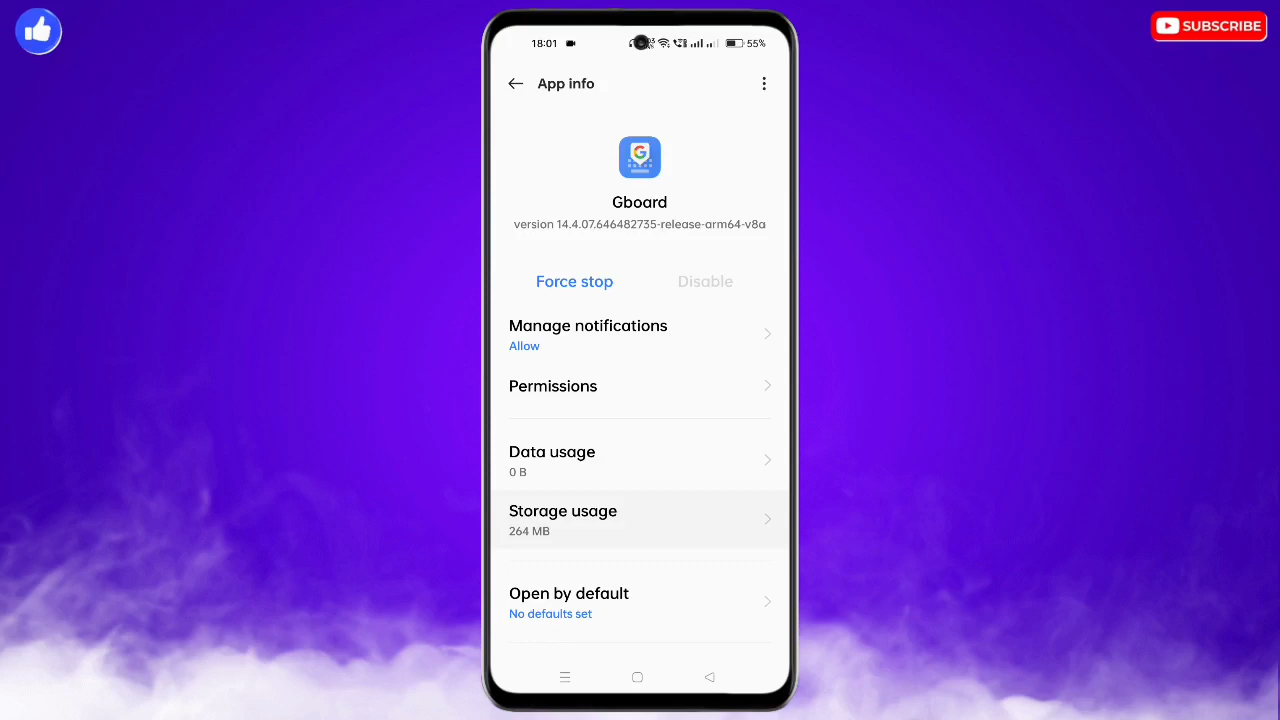 SUBSCRIBE
18:01
55%
App info
Gboard
version 14.4.07.646482735-release-arm64-v8a
Force stop
Disable
Manage notifications
Allow
Permissions
Data usage
0 B
Storage usage
264 MB
Open by default
No defaults set